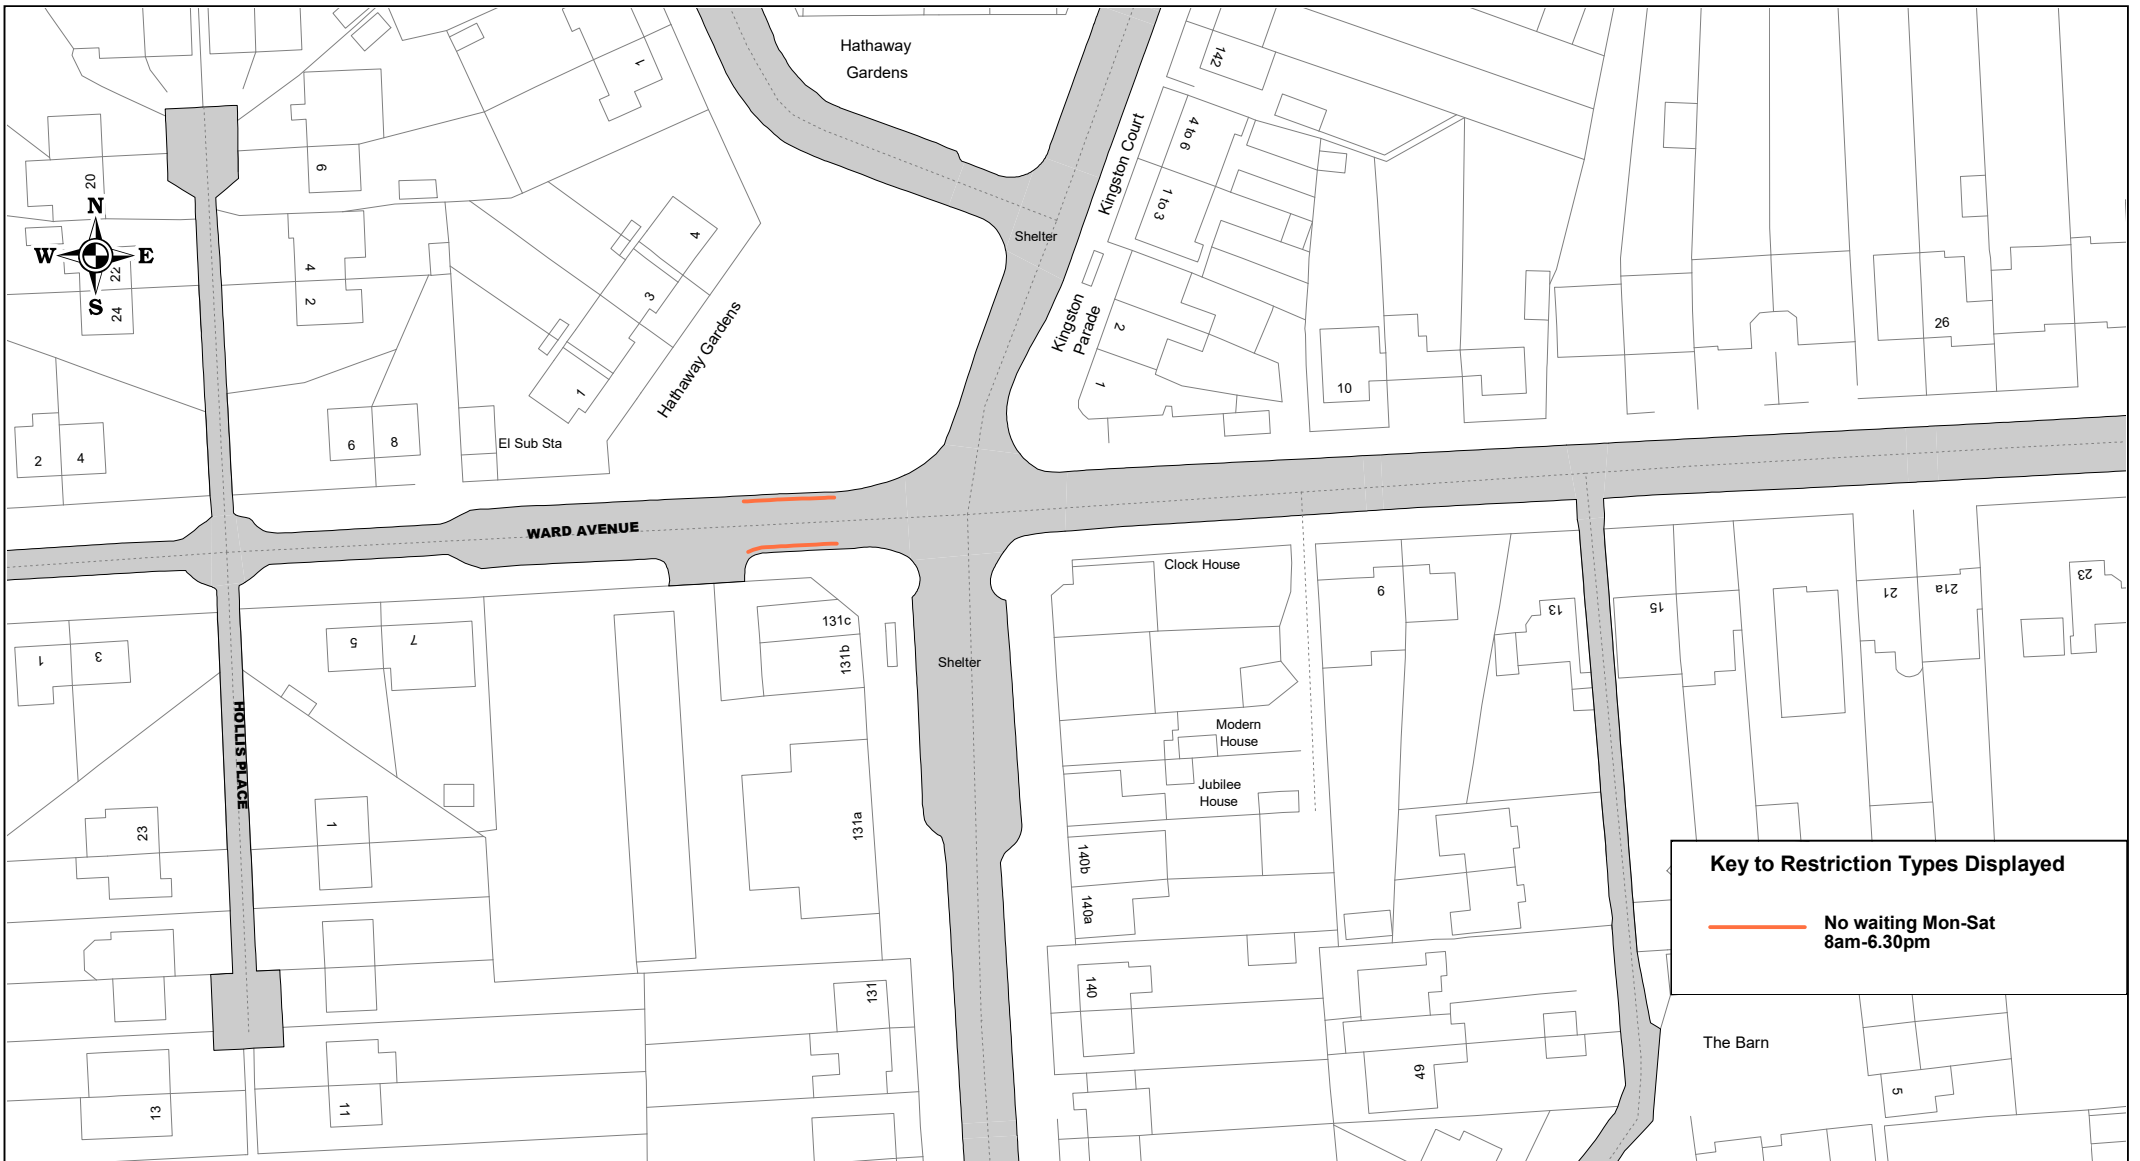 Hathaway
Gardens
142
1
Kingston Court
4 to 6
1 to 3
6
20
N
W
E
S
22
24
4
2
4
3
1
Hathaway Gardens
Shelter
Kingston
Parade
2
1
10
26
2
4
6
8
El Sub Sta
WARD AVENUE
Clock House
9
13
15
21
21a
23
1
3
5
7
131c
131b
Shelter
HOLLIS PLACE
Modern
House
Jubilee
House
23
1
131a
140b
140a
Key to Restriction Types Displayed
No waiting Mon-Sat
8am-6.30pm
131
140
The Barn
49
5
13
11